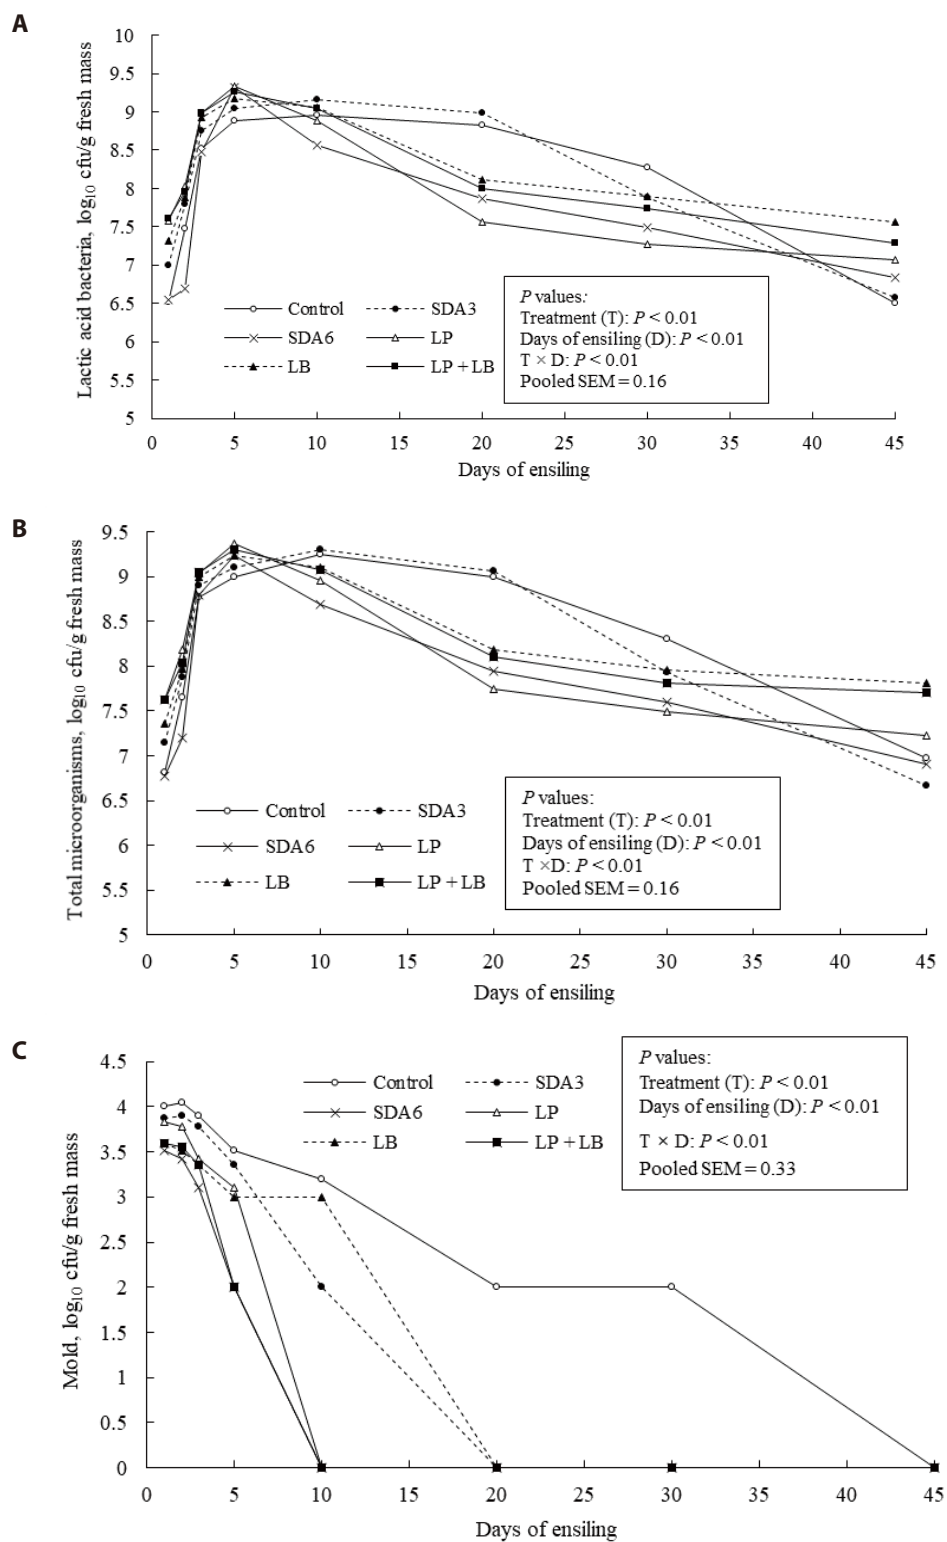 A
Lactic acid bacteria, log10 cfu/g fresh mass
10
9.5
9
8.5
8
7.5
7
6.5
6
5.5
5
Control
SDA3
SDA6
LP
LB
LP + LB
P values:
Treatment (T): P < 0.01
Days of ensiling (D): P < 0.01
T × D: P < 0.01
Pooled SEM = 0.16
0 5 10 15 20 25 30 35 40 45
Days of ensiling
B
Total microorganisms, log10 cfu/g fresh mass
9.5
9
8.5
8
7.5
7
6.5
6
5.5
5
Control
SDA3
SDA6
LP
LB
LP + LB
P values:
Treatment (T): P < 0.01
Days of ensiling (D): P < 0.01
T ×D: P < 0.01
Pooled SEM = 0.16
0 5 10 15 20 25 30 35 40 45
Days of ensiling
C
Mold, log10 cfu/g fresh mass
4.5
4
3.5
3
2.5
2
1.5
1
0.5
0
Control
SDA3
SDA6
LP
LB
LP + LB
P values:
Treatment (T): P < 0.01
Days of ensiling (D): P < 0.01
T × D: P < 0.01
Pooled SEM = 0.33
0 5 10 15 20 25 30 35 40 45
Days of ensiling